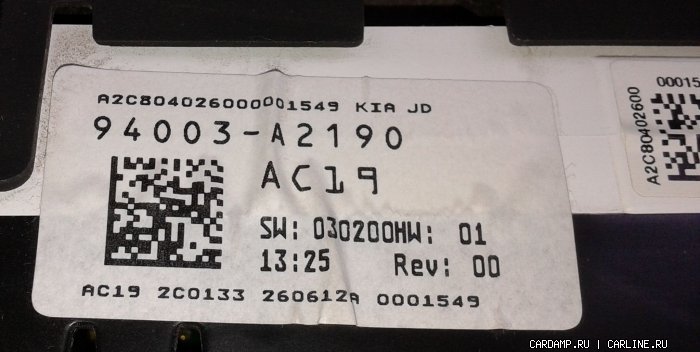 A2C80402600001549 KIA JD
94003-A2190
AC19
SW: 030200HW: 01
13:25 Rev: 00
AC19 2C0133 260612A 0001549
00015
A2C80402600
CARDAMP.RU | CARLINE.RU